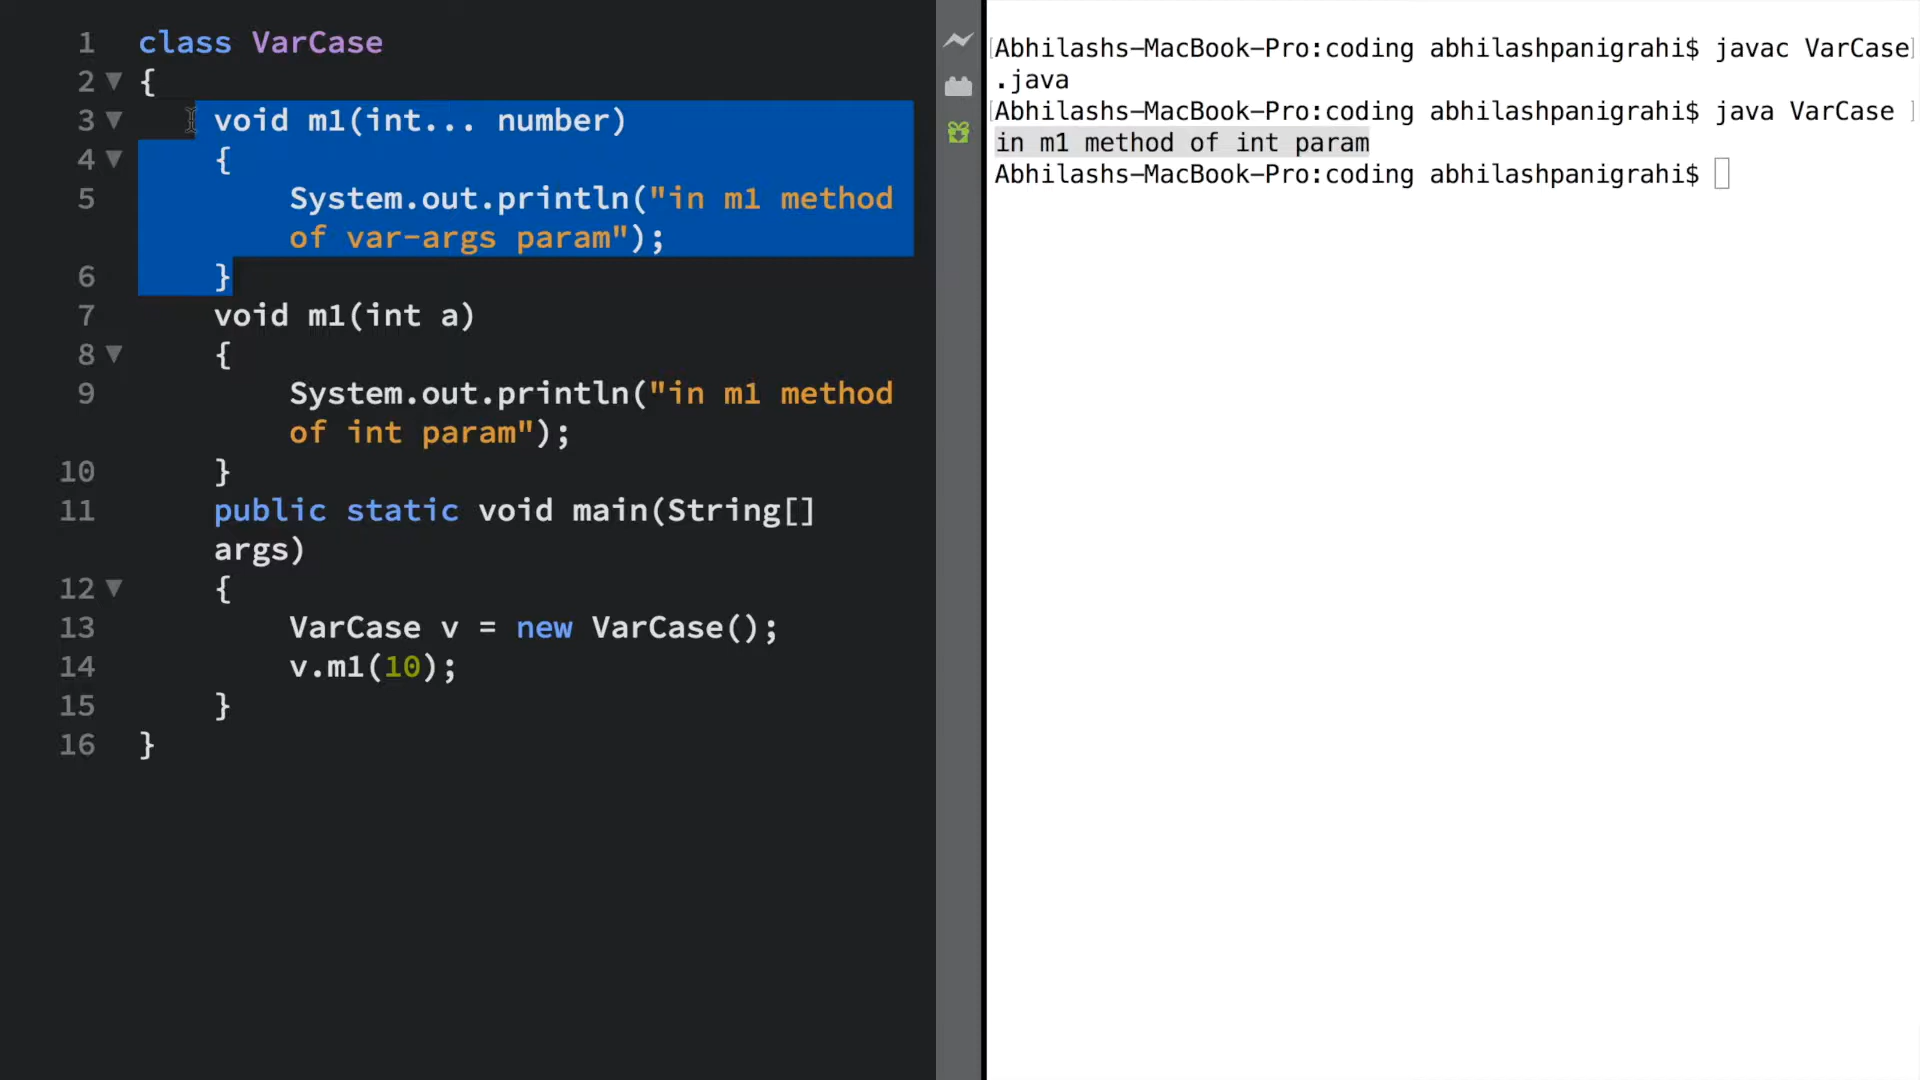 1 class VarCase
2 {
3 void m1(int... number)
4 {
5 System.out.println("in m1 method
of var-args param");
6 }
7 void m1(int a)
8 {
9 System.out.println("in m1 method
of int param");
10 }
11 public static void main(String[]
args)
12 {
13 VarCase v = new VarCase();
14 v.m1(10);
15 }
16 }
[Abhilashs-MacBook-Pro:coding abhilashpanigrahi$ javac VarCase]
.java
[Abhilashs-MacBook-Pro:coding abhilashpanigrahi$ java VarCase ]
in m1 method of int param
Abhilashs-MacBook-Pro:coding abhilashpanigrahi$